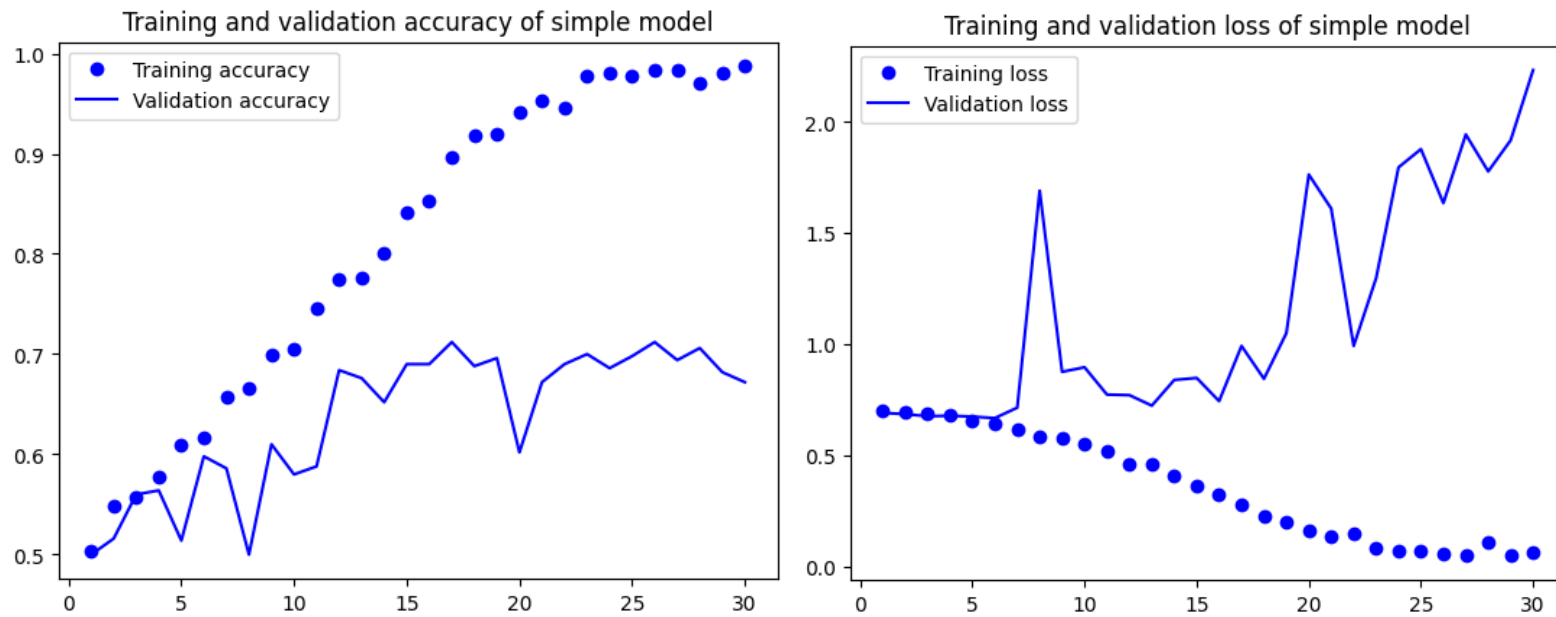 Training and validation accuracy of simple model
Training accuracy
Validation accuracy
1.0
0.9
0.8
0.7
0.6
0.5
0 5 10 15 20 25 30
Training and validation loss of simple model
Training loss
Validation loss
2.0
1.5
1.0
0.5
0.0
0 5 10 15 20 25 30